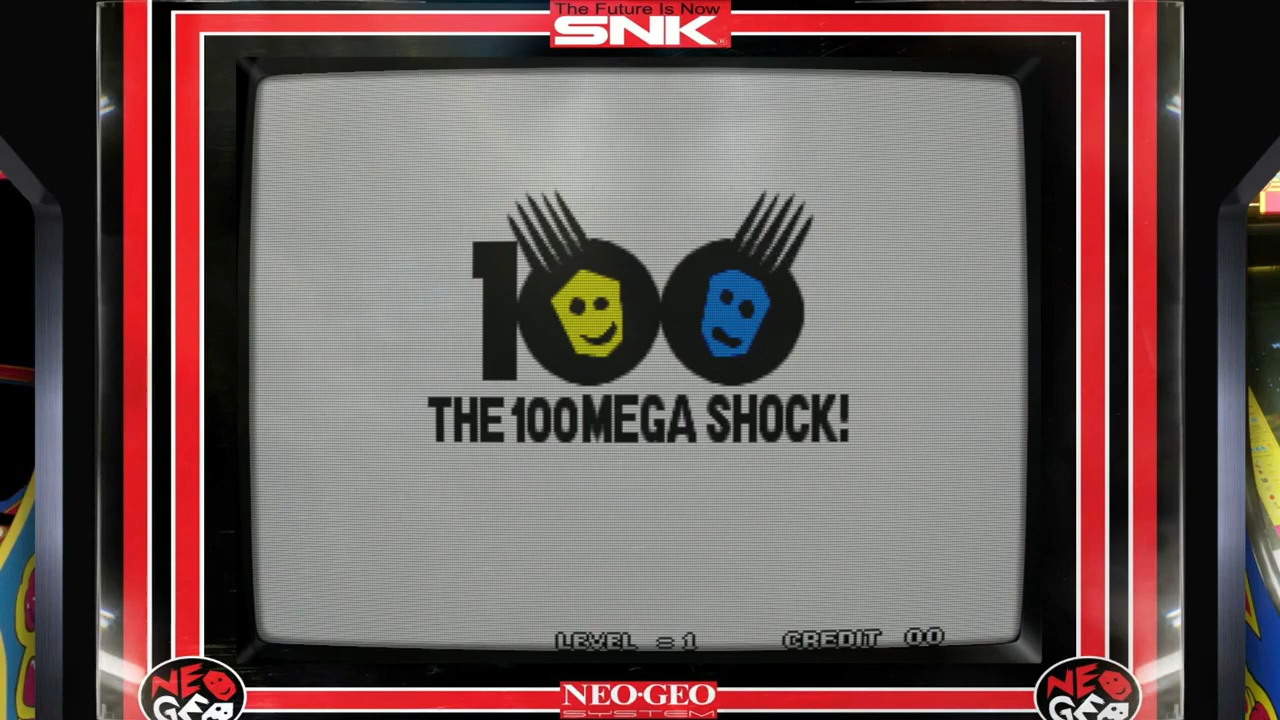 The Future Is Now
SNK®
100
THE 100 MEGA SHOCK!
LEVEL = 1 CREDIT 00
NEO GEO
NEO•GEO
SYSTEM
NEO GEO